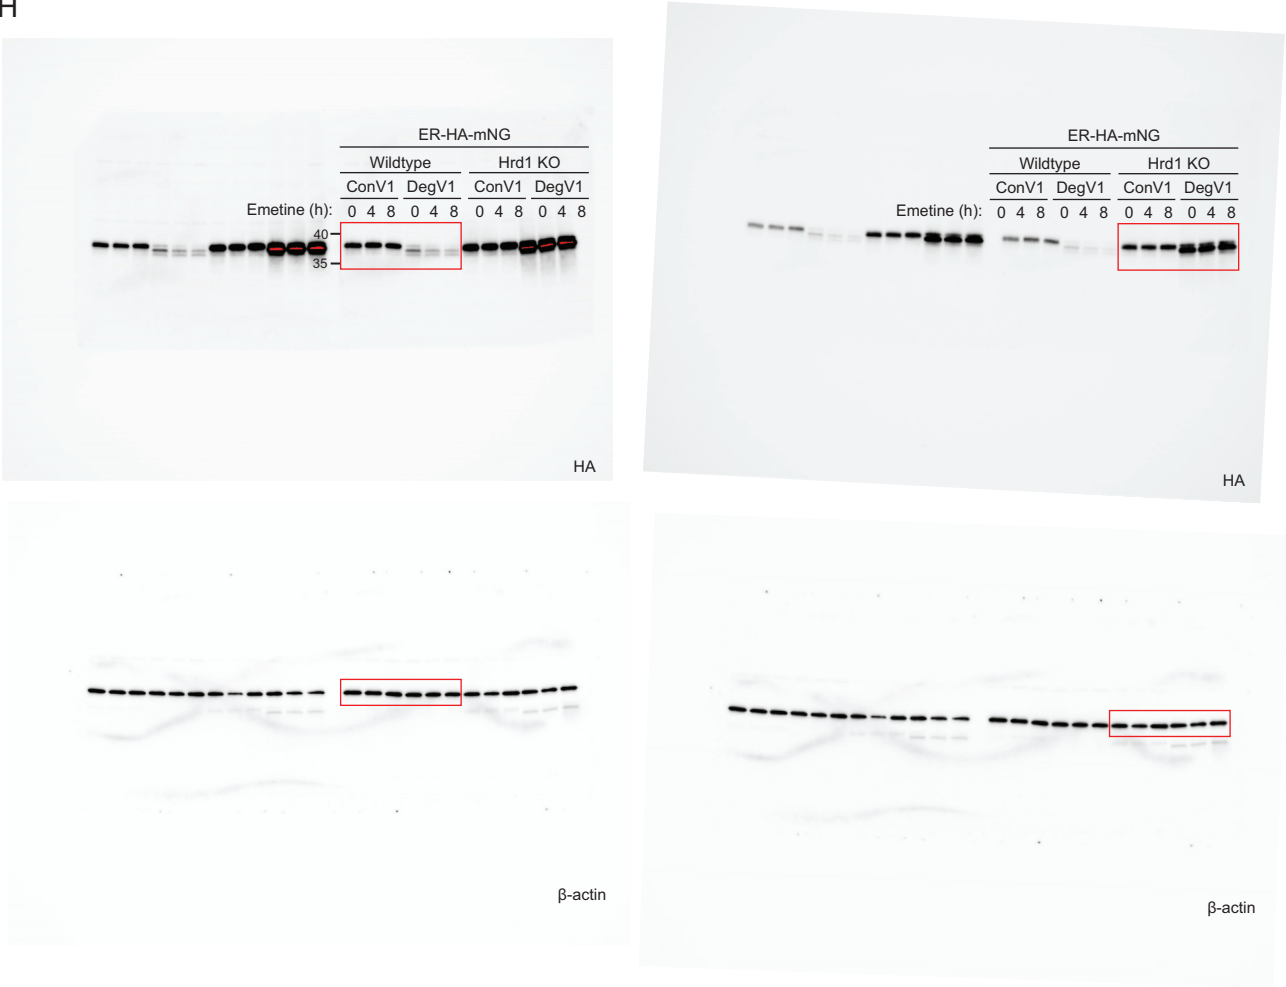 H
ER-HA-mNG
Wildtype Hrd1 KO
ConV1 DegV1 ConV1 DegV1
Emetine (h): 0 4 8 0 4 8 0 4 8 0 4 8
40
35
HA
ER-HA-mNG
Wildtype Hrd1 KO
ConV1 DegV1 ConV1 DegV1
Emetine (h): 0 4 8 0 4 8 0 4 8 0 4 8
HA
β-actin
β-actin